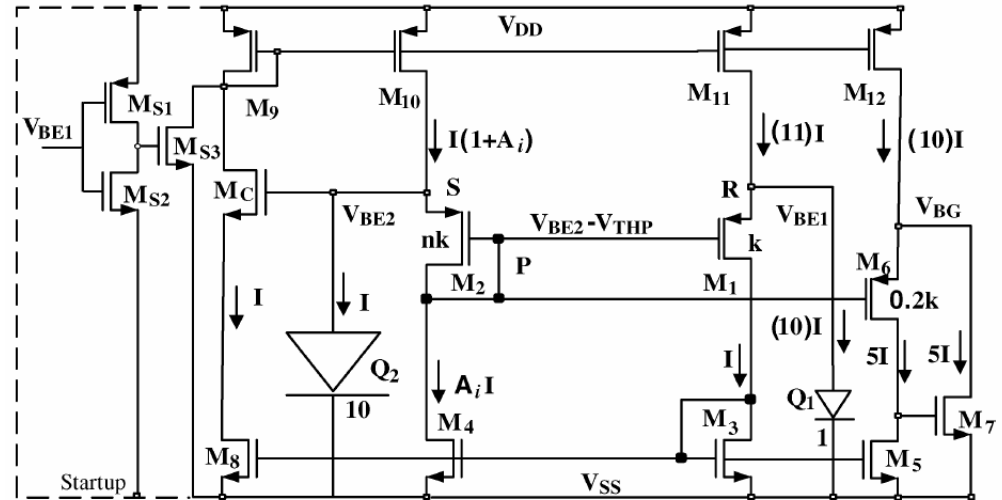 V_DD
M_S1
M_9
M_10
M_11
M_12
V_BE1
M_S3
I(1+A_i)
(11)I
(10)I
M_S2
M_C
S
R
V_BE2
V_BE2-V_THP
V_BE1
V_BG
nk
k
P
M_6
M_2
M_1
0.2k
I
I
(10)I
5I
5I
Q_2
A_iI
I
Q_1
10
M_4
M_3
1
M_7
M_8
M_5
Startup
V_SS